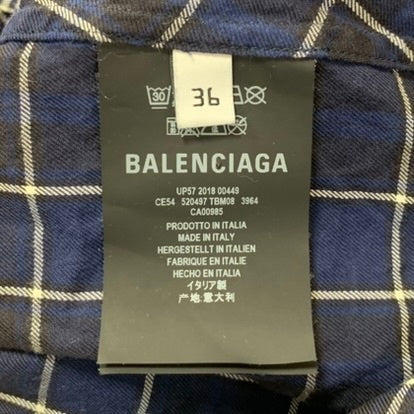 30
36
BALENCIAGA
UP57 2018 00449
CE54 520497 TBM08 3964
CA00985
PRODOTTO IN ITALIA
MADE IN ITALY
HERGESTELLT IN ITALIEN
FABRIQUE EN ITALIE
HECHO EN ITALIA
イタリア製
产地:意大利